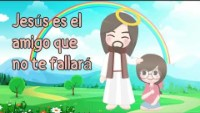 Jesús es el
amigo que
no te fallará